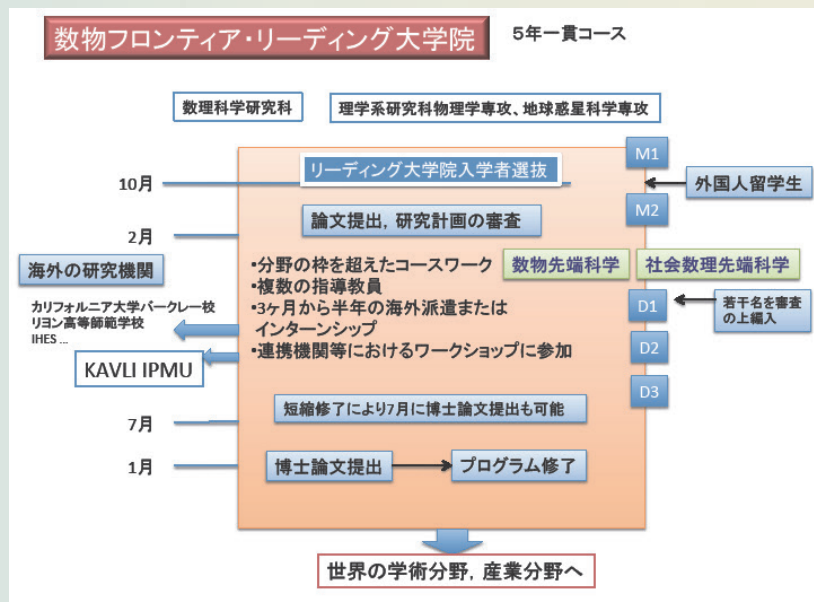 数物フロンティア・リーディング大学院
5年一貫コース
数理科学研究科
理学系研究科物理学専攻、地球惑星科学専攻
M1
リーディング大学院入学者選抜
10月
外国人留学生
M2
論文提出, 研究計画の審査
2月
海外の研究機関
・分野の枠を超えたコースワーク
・複数の指導教員
・3ヶ月から半年の海外派遣または
インターンシップ
・連携機関等におけるワークショップに参加
数物先端科学
社会数理先端科学
カリフォルニア大学バークレー校
リヨン高等師範学校
IHES ...
KAVLI IPMU
D1
若干名を審査
の上編入
D2
D3
短縮修了により7月に博士論文提出も可能
7月
1月
博士論文提出
プログラム修了
世界の学術分野, 産業分野へ